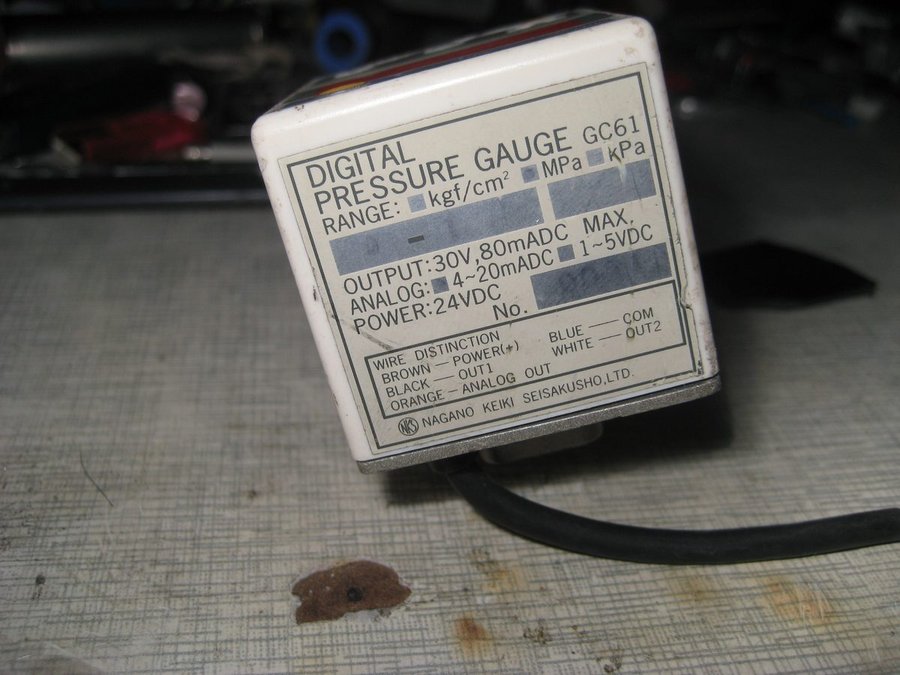 DIGITAL
PRESSURE GAUGE GC61
RANGE: kgf/cm² MPa kPa
-
OUTPUT:30V,80mADC MAX.
ANALOG: 4~20mADC 1~5VDC
POWER:24VDC No.
WIRE DISTINCTION
BROWN — POWER(+) BLUE — COM
BLACK — OUT1 WHITE — OUT2
ORANGE — ANALOG OUT
NKS NAGANO KEIKI SEISAKUSHO,LTD.